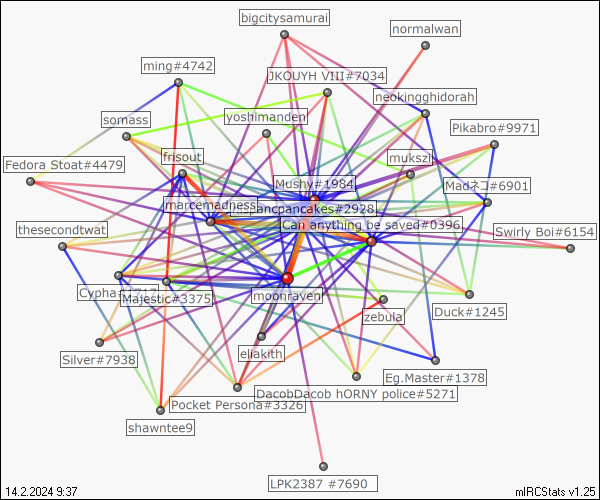 bigcitysamurai
normalwan
ming#4742
JKOUYH VIII#7034
neokingghidorah
somass
yoshimanden
Pikabro#9971
frisout
mukszi
Fedora Stoat#4479
Mushy#1984
Madネコ#6901
marcemadness
ancpancakes#2928
Can anything be saved#0396
thesecondtwat
Swirly Boi#6154
Majestic#3375
moonraven
zebula
Duck#1245
Silver#7938
eliakith
Eg.Master#1378
DacobDacob hORNY police#5271
Pocket Persona#3326
shawntee9
LPK2387 #7690
14.2.2024 9:37
mIRCStats v1.25